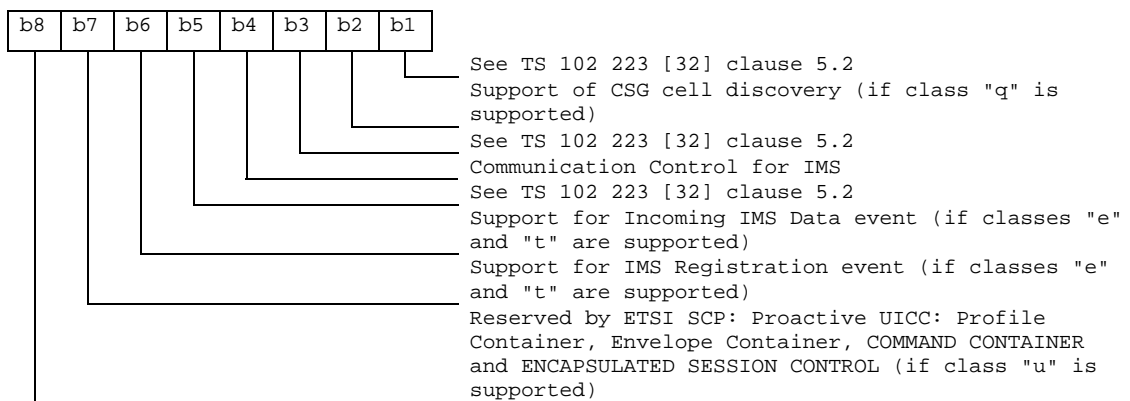 b8 b7 b6 b5 b4 b3 b2 b1
See TS 102 223 [32] clause 5.2
Support of CSG cell discovery (if class "q" is
supported)
See TS 102 223 [32] clause 5.2
Communication Control for IMS
See TS 102 223 [32] clause 5.2
Support for Incoming IMS Data event (if classes "e"
and "t" are supported)
Support for IMS Registration event (if classes "e"
and "t" are supported)
Reserved by ETSI SCP: Proactive UICC: Profile
Container, Envelope Container, COMMAND CONTAINER
and ENCAPSULATED SESSION CONTROL (if class "u" is
supported)